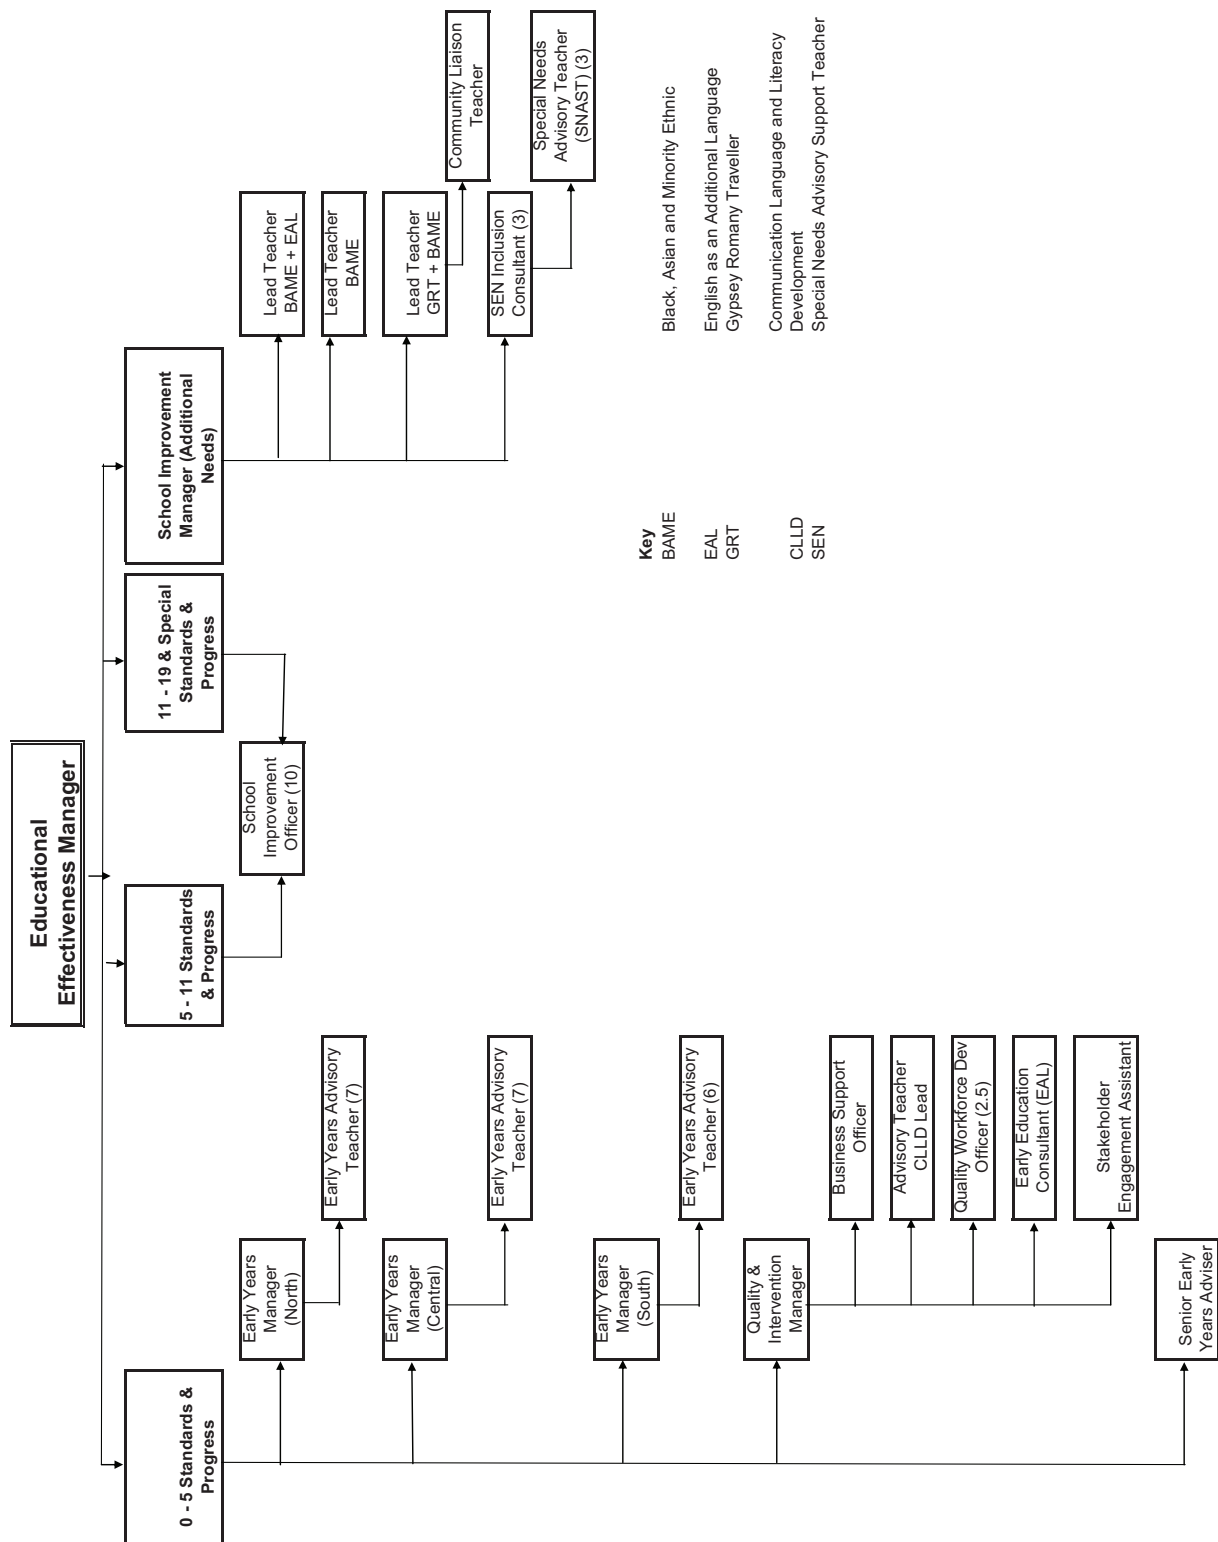 Educational
Effectiveness Manager
0 - 5 Standards &
Progress
5 - 11 Standards
& Progress
11 - 19 & Special
Standards &
Progress
School Improvement
Manager (Additional
Needs)
Early Years
Manager
(North)
Early Years Advisory
Teacher (7)
Early Years
Manager
(Central)
Early Years Advisory
Teacher (7)
Early Years
Manager
(South)
Early Years Advisory
Teacher (6)
Quality &
Intervention
Manager
Business Support
Officer
Advisory Teacher
CLLD Lead
Quality Workforce Dev
Officer (2.5)
Early Education
Consultant (EAL)
Stakeholder
Engagement Assistant
Senior Early
Years Adviser
School
Improvement
Officer (10)
Lead Teacher
BAME + EAL
Lead Teacher
BAME
Lead Teacher
GRT + BAME
Community Liaison
Teacher
SEN Inclusion
Consultant (3)
Special Needs
Advisory Teacher
(SNAST) (3)
Key
BAME Black, Asian and Minority Ethnic
EAL English as an Additional Language
GRT Gypsey Romany Traveller
CLLD Communication Language and Literacy
Development
SEN Special Needs Advisory Support Teacher